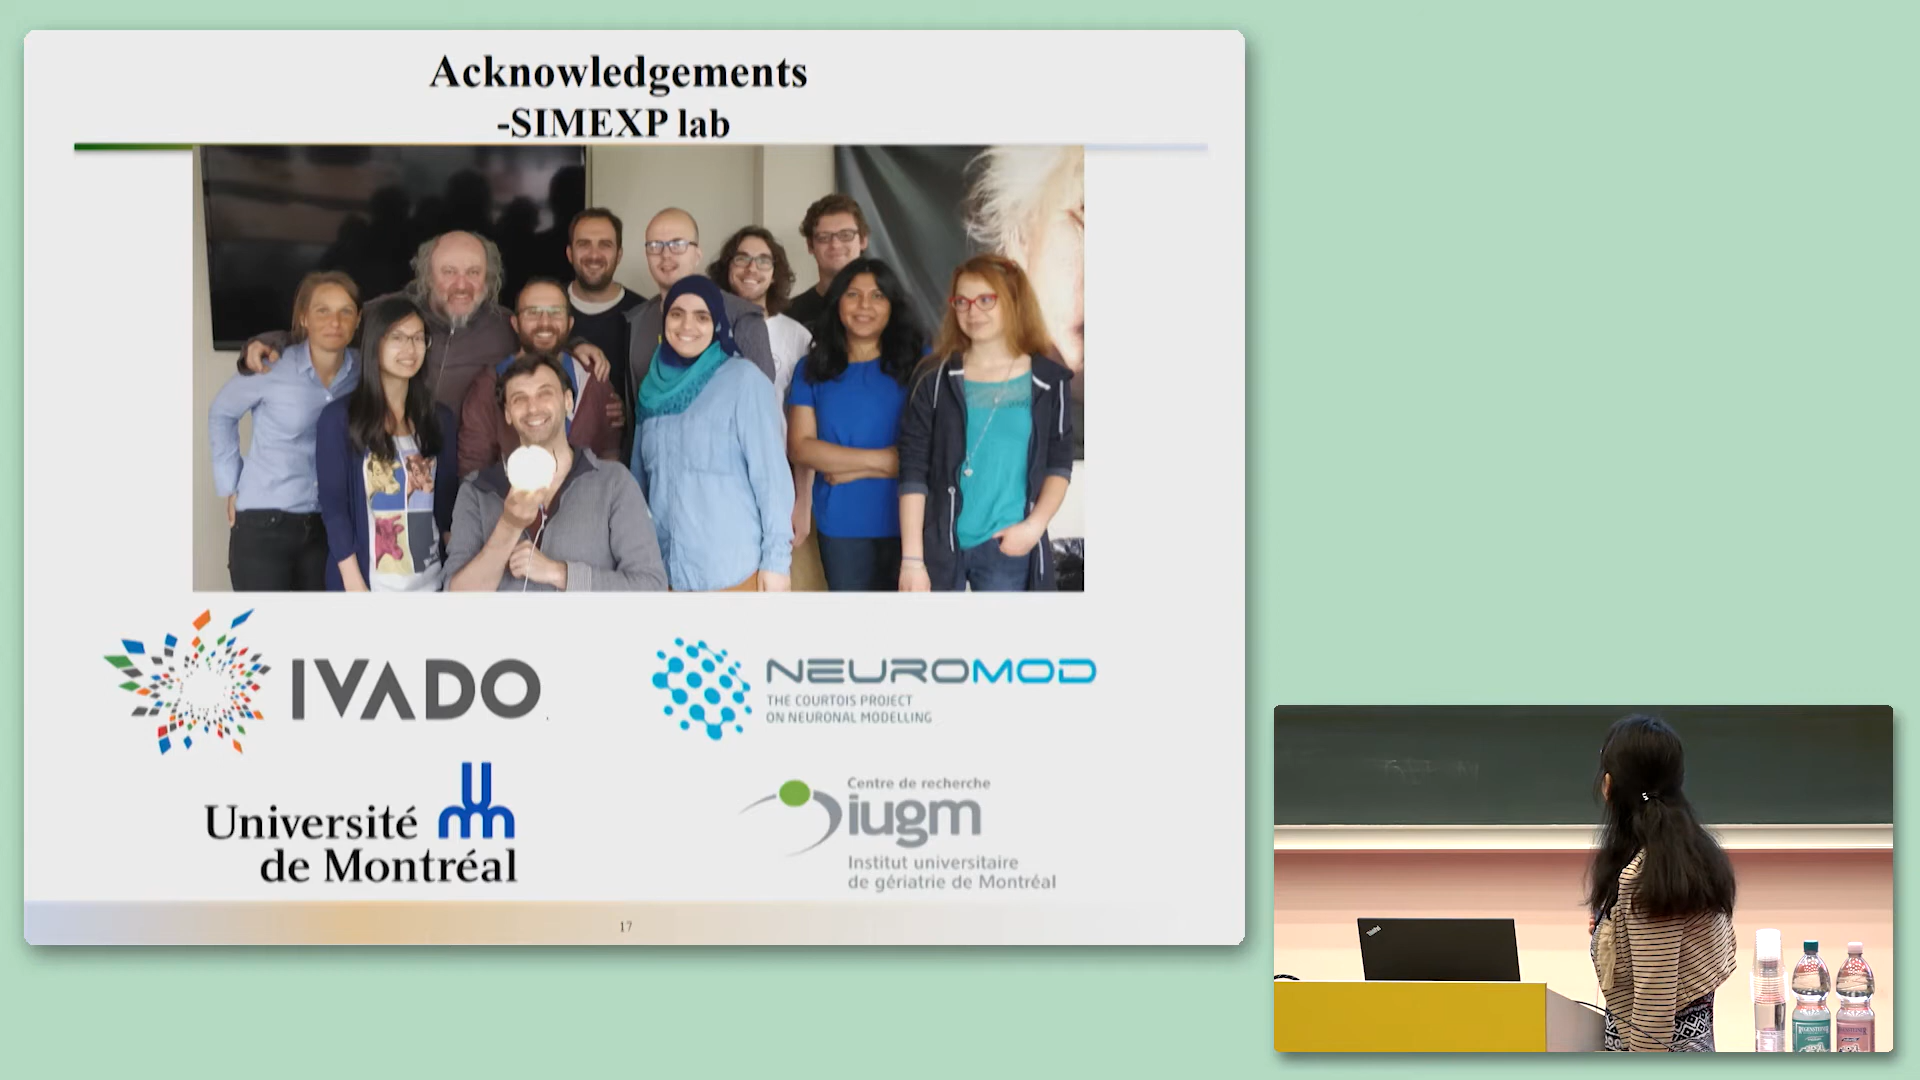 Acknowledgements
-SIMEXP lab
IVADO
NEUROMOD
THE COURTOIS PROJECT
ON NEURONAL MODELLING
Université
de Montréal
Centre de recherche
iugm
Institut universitaire
de gériatrie de Montréal
17
ThinkPad